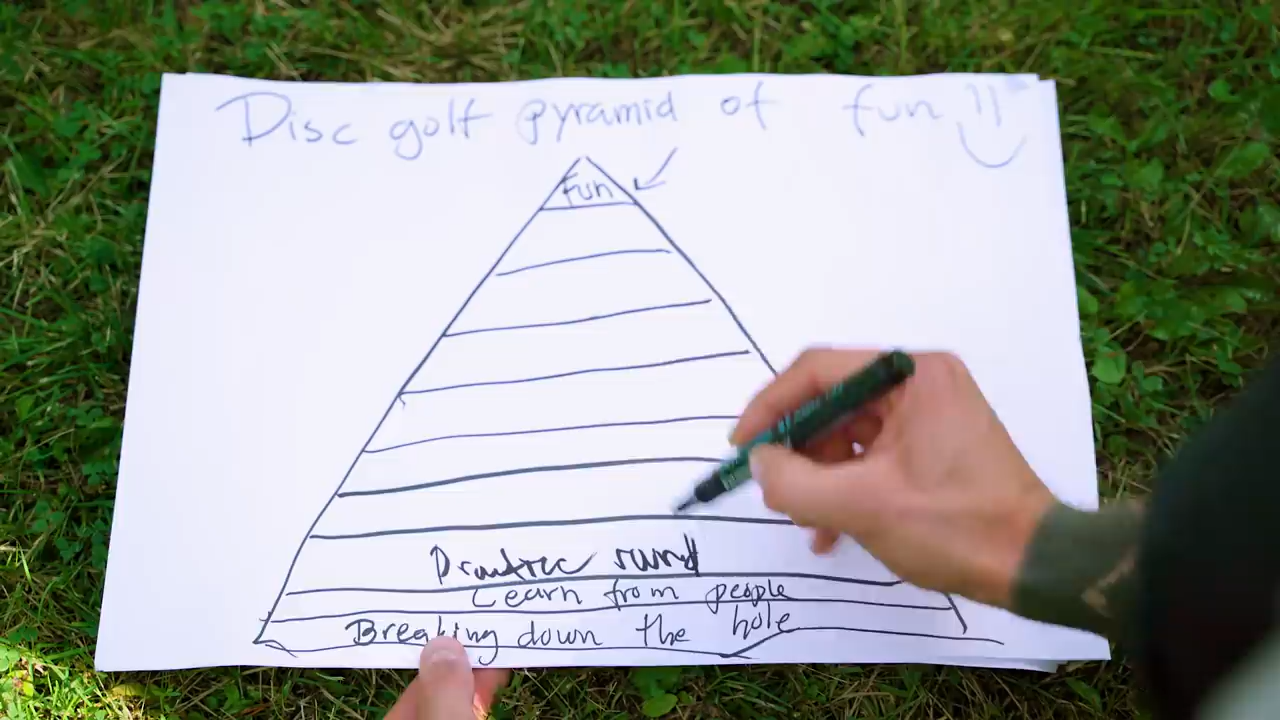 Disc golf pyramid of fun !!
fun
Practice round
Learn from people
Breaking down the hole